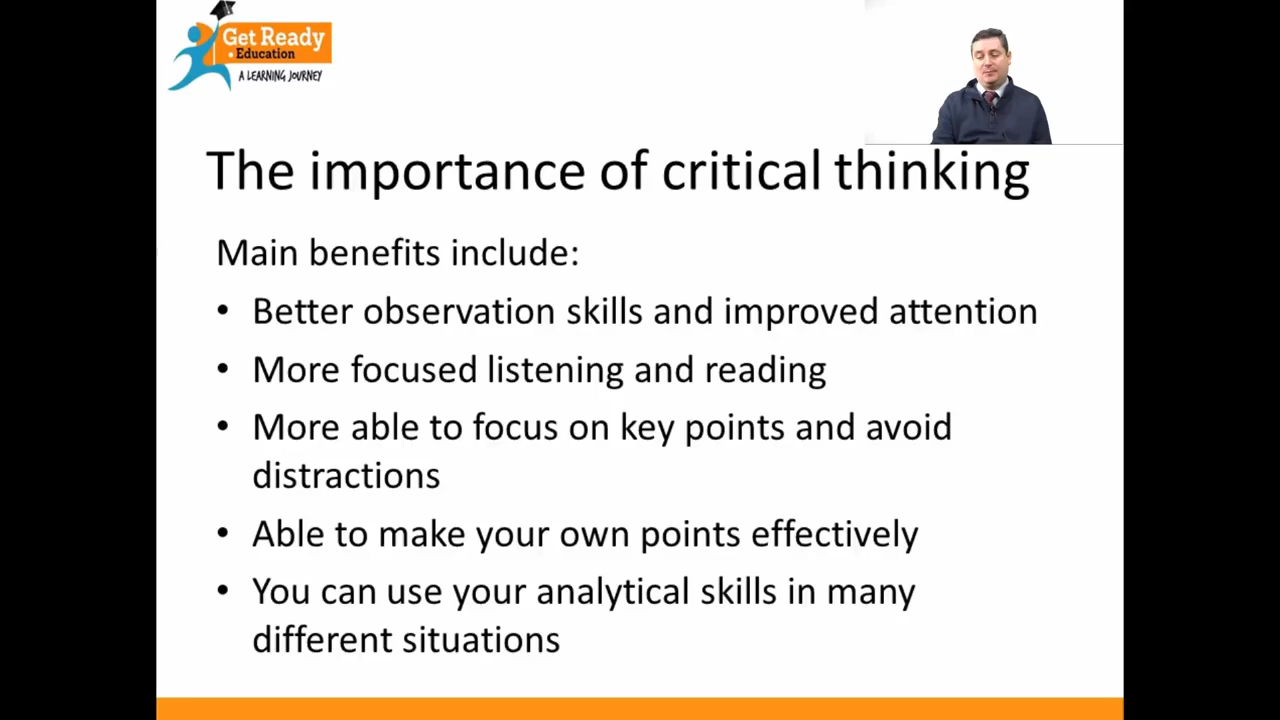 Get Ready
• Education
A LEARNING JOURNEY
The importance of critical thinking
Main benefits include:
• Better observation skills and improved attention
• More focused listening and reading
• More able to focus on key points and avoid
distractions
• Able to make your own points effectively
• You can use your analytical skills in many
different situations